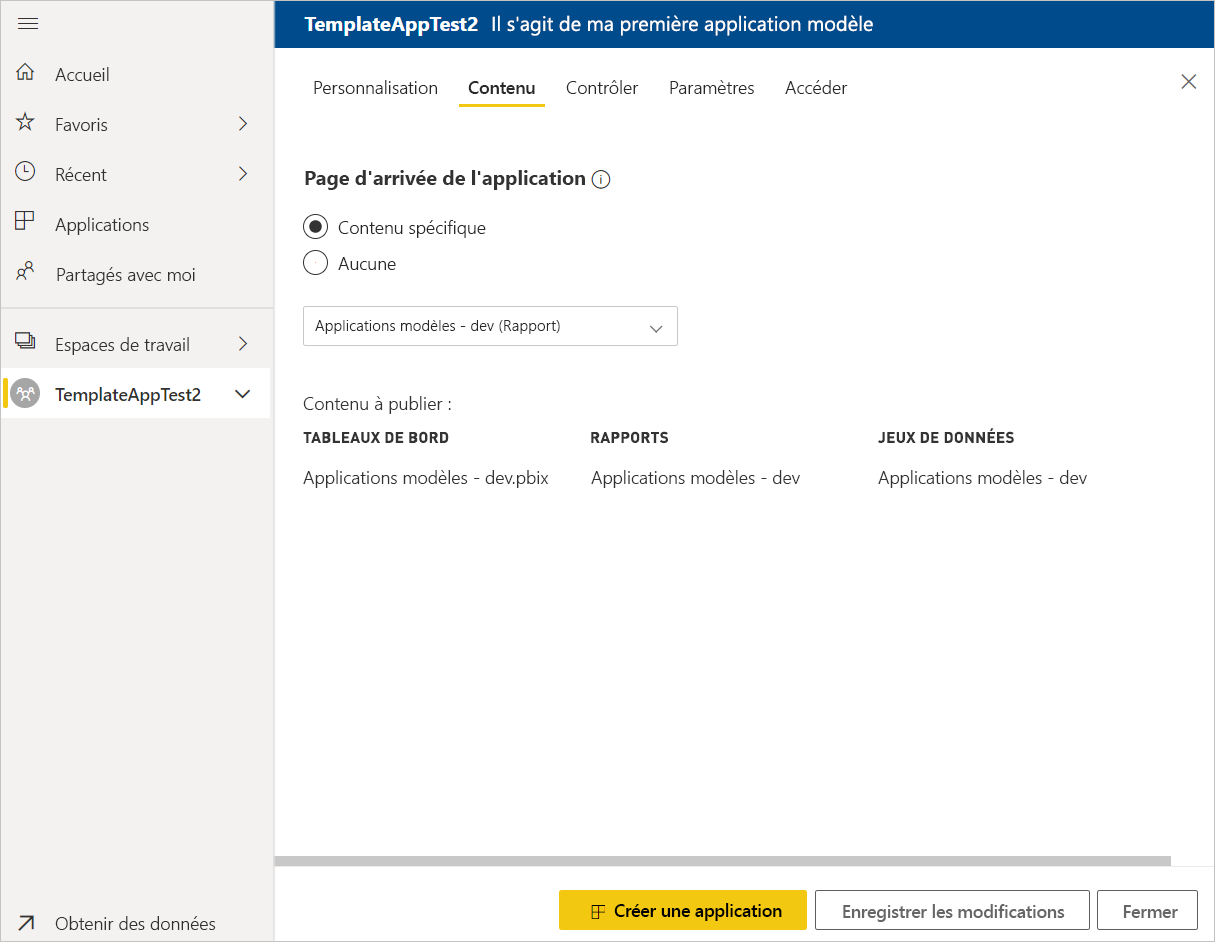 TemplateAppTest2 Il s'agit de ma première application modèle
Accueil
Favoris
Récent
Applications
Partagés avec moi
Espaces de travail
TemplateAppTest2
Obtenir des données
Personnalisation Contenu Contrôler Paramètres Accéder
Page d'arrivée de l'application
Contenu spécifique
Aucune
Applications modèles - dev (Rapport)
Contenu à publier :
TABLEAUX DE BORD RAPPORTS JEUX DE DONNÉES
Applications modèles - dev.pbix Applications modèles - dev Applications modèles - dev
Créer une application Enregistrer les modifications Fermer